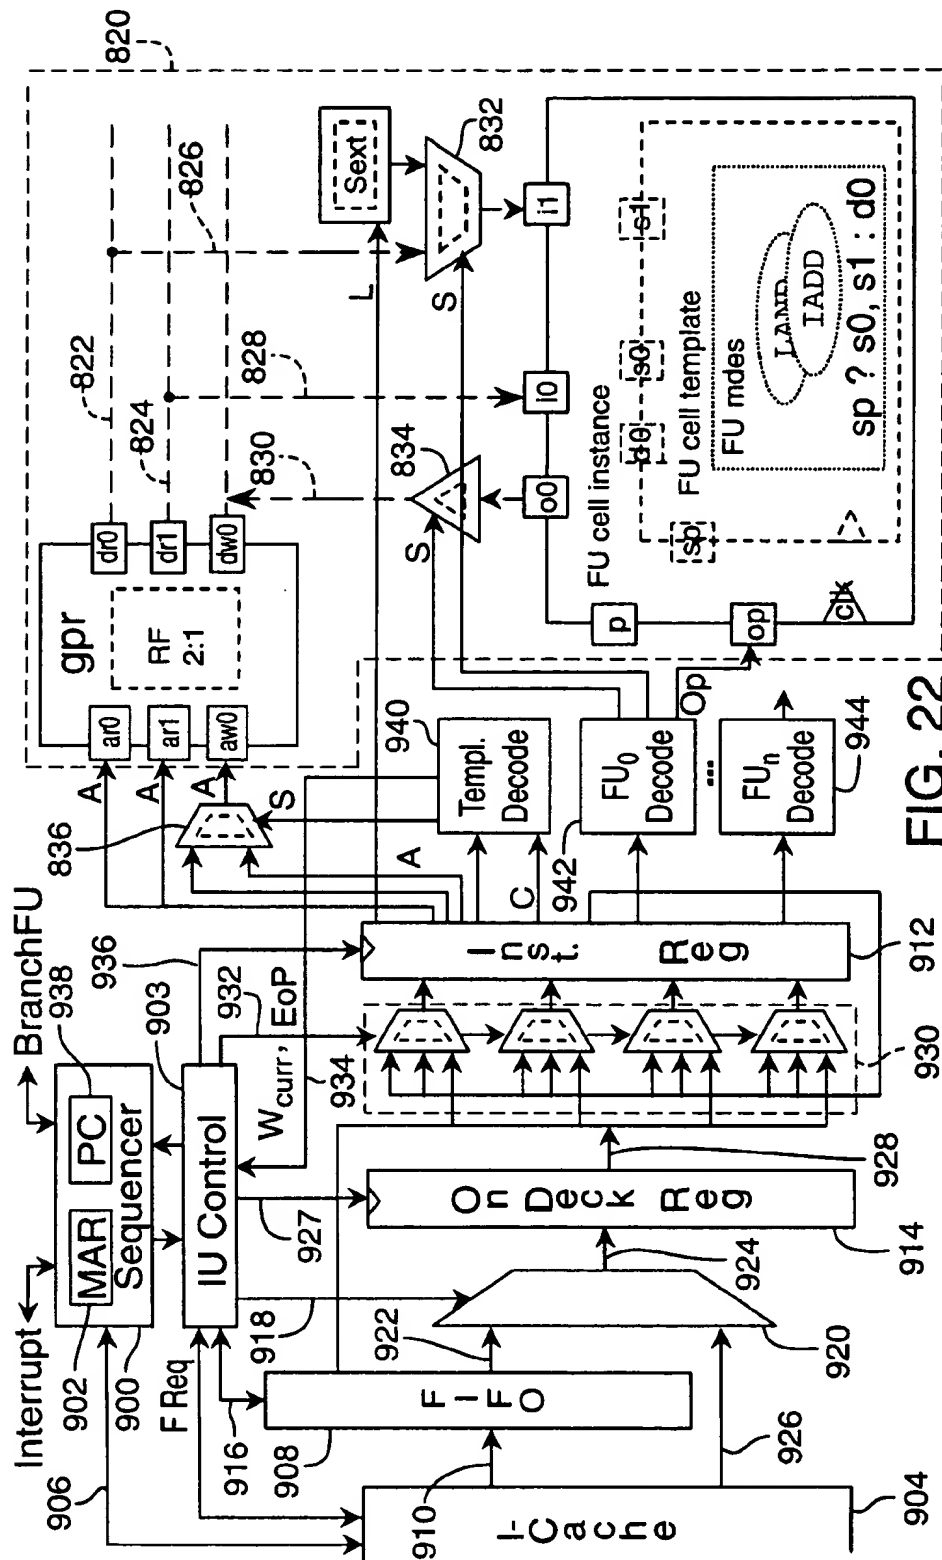 Interrupt
BranchFU
906
902
900
MAR
PC
Sequencer
938
903
936
F Req
IU Control
916
918
927
932
934
W curr, EoP
908
910
FIFO
922
I-Cache
904
926
920
924
On Deck Reg
914
928
930
Inst. Reg
912
836
A
A
A
S
A
C
Templ. Decode
940
FU0 Decode
942
...
FUn Decode
944
Op
L
S
S
gpr
RF
2:1
ar0
ar1
aw0
dr0
dr1
dw0
820
822
824
826
828
830
834
832
Sext
o0
i0
i1
p
op
clk
FU cell instance
sp
d0
s0
s1
FU cell template
FU mdes
LAND
IADD
sp ? s0, s1 : d0
FIG. 22